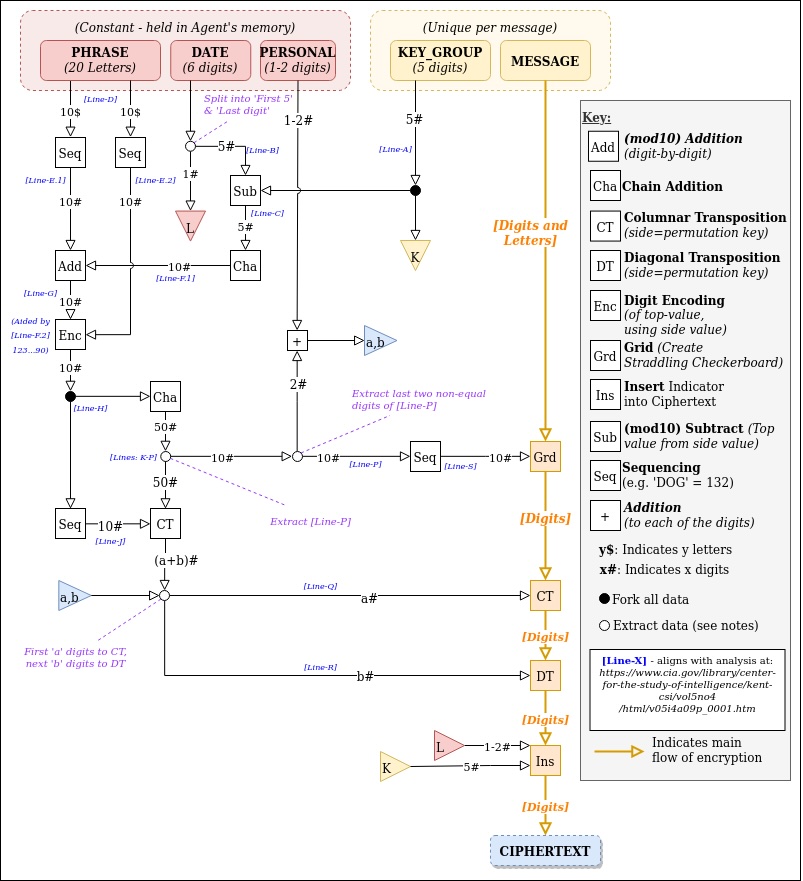 (Constant - held in Agent's memory)
(Unique per message)
PHRASE
(20 Letters)
DATE
(6 digits)
PERSONAL
(1-2 digits)
KEY_GROUP
(5 digits)
MESSAGE
[Line-D]
Split into 'First 5'
& 'Last digit'
10$
10$
1-2#
5#
Seq
Seq
5#
[Line-B]
[Line-A]
[Line-E.1]
[Line-E.2]
1#
Sub
10#
10#
L
[Line-C]
5#
[Digits and
Letters]
K
Add
10#
Cha
[Line-F.1]
[Line-G]
10#
(Aided by
[Line-F.2]
123...90)
Enc
+
a,b
10#
2#
[Line-H]
Cha
Extract last two non-equal
digits of [Line-P]
50#
[Lines: K-P]
10#
10#
[Line-P]
Seq
[Line-S]
10#
Grd
50#
Extract [Line-P]
[Digits]
Seq
10#
[Line-J]
CT
(a+b)#
a,b
[Line-Q]
a#
CT
First 'a' digits to CT,
next 'b' digits to DT
[Digits]
[Line-R]
b#
DT
[Digits]
L
1-2#
K
5#
Ins
[Digits]
CIPHERTEXT
Key:
Add
(mod10) Addition
(digit-by-digit)
Cha
Chain Addition
CT
Columnar Transposition
(side=permutation key)
DT
Diagonal Transposition
(side=permutation key)
Enc
Digit Encoding
(of top-value,
using side value)
Grd
Grid (Create
Straddling Checkerboard)
Ins
Insert Indicator
into Ciphertext
Sub
(mod10) Subtract (Top
value from side value)
Seq
Sequencing
(e.g. 'DOG' = 132)
+
Addition
(to each of the digits)
y$: Indicates y letters
x#: Indicates x digits
Fork all data
Extract data (see notes)
[Line-X] - aligns with analysis at:
https://www.cia.gov/library/center-
for-the-study-of-intelligence/kent-
csi/vol5no4
/html/v05i4a09p_0001.htm
Indicates main
flow of encryption